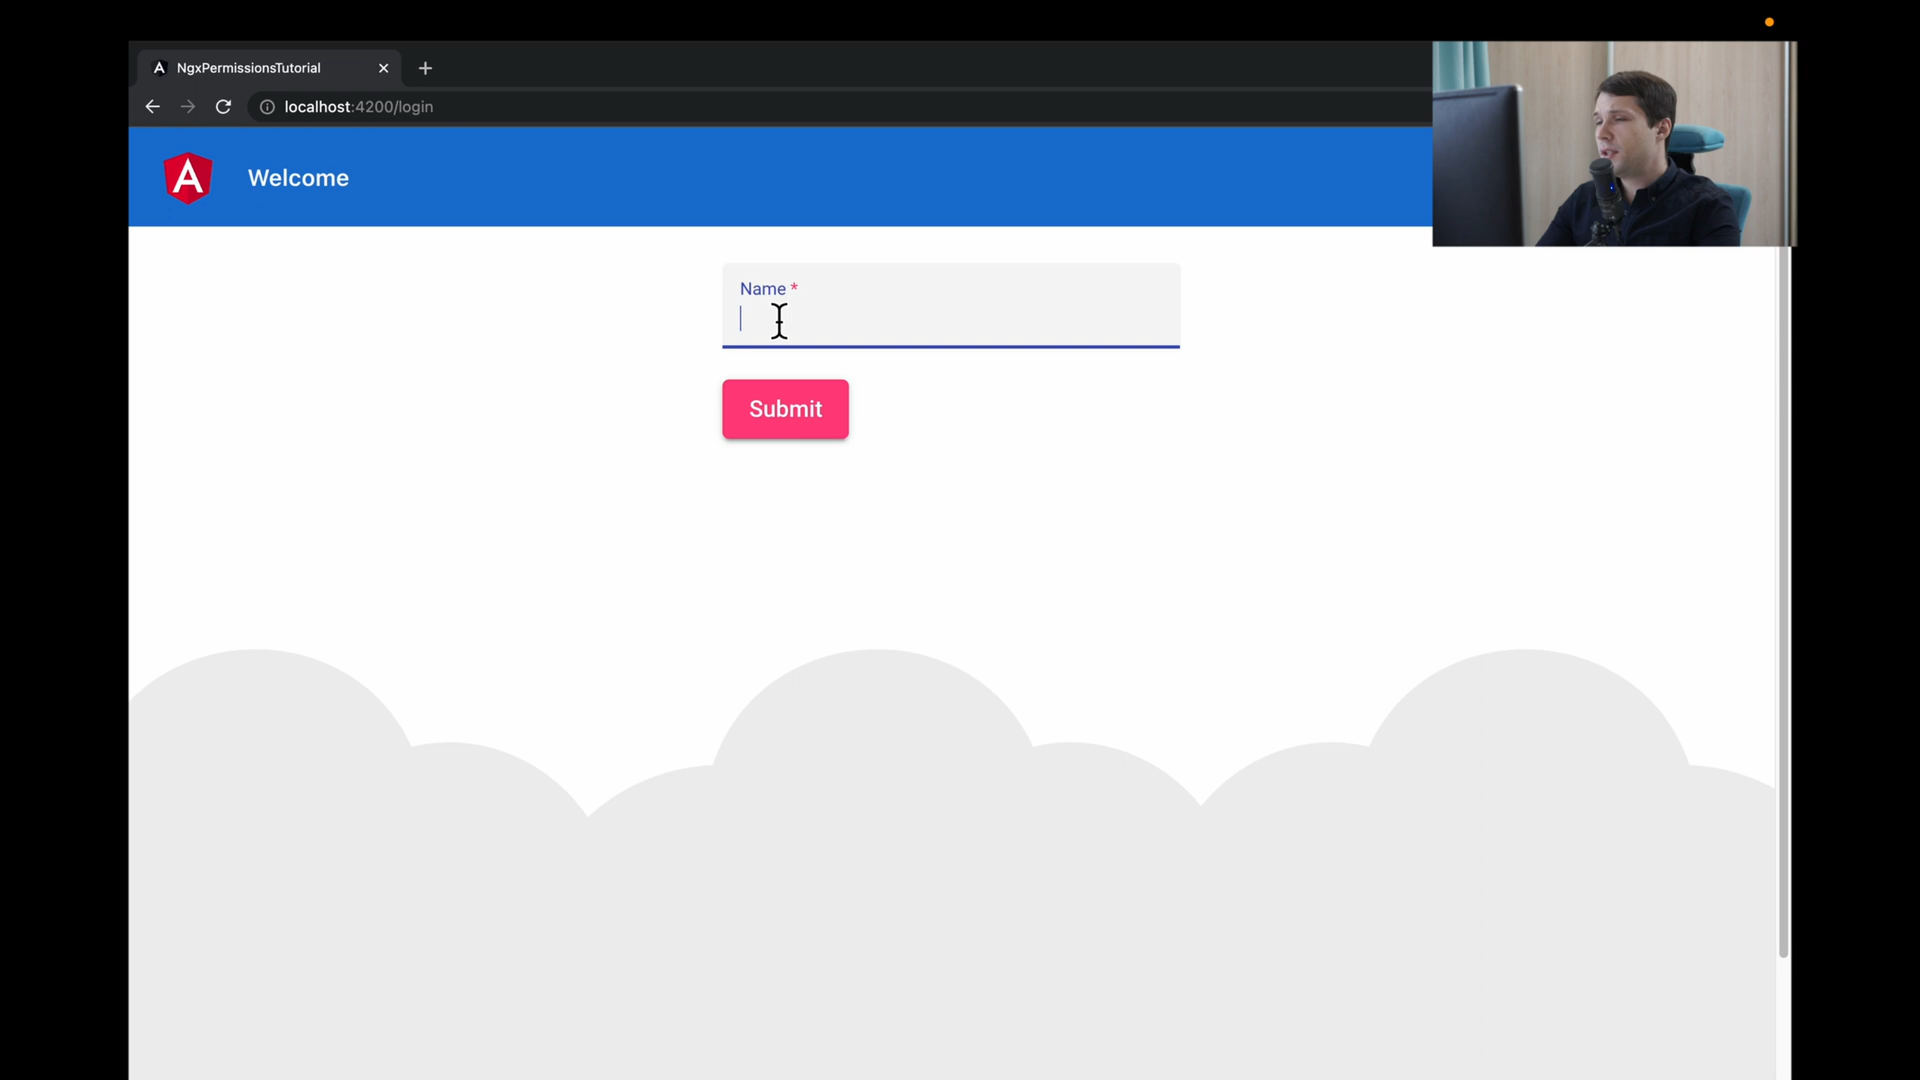 NgxPermissionsTutorial
localhost:4200/login
Welcome
Name *
Submit